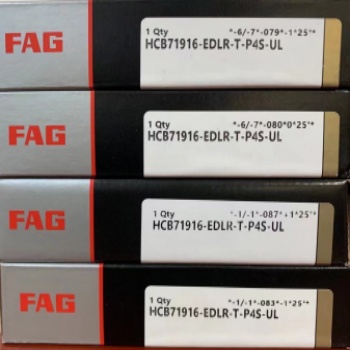 FAG
1 Qty *-6/-7*-079*-1*25**
HCB71916-EDLR-T-P4S-UL
FAG
1 Qty *-6/-7*-080*0*25**
HCB71916-EDLR-T-P4S-UL
FAG
1 Qty *-1/-1*-087*+1*25**
HCB71916-EDLR-T-P4S-UL
FAG
1 Qty *-1/-1*-083*-1*25**
HCB71916-EDLR-T-P4S-UL